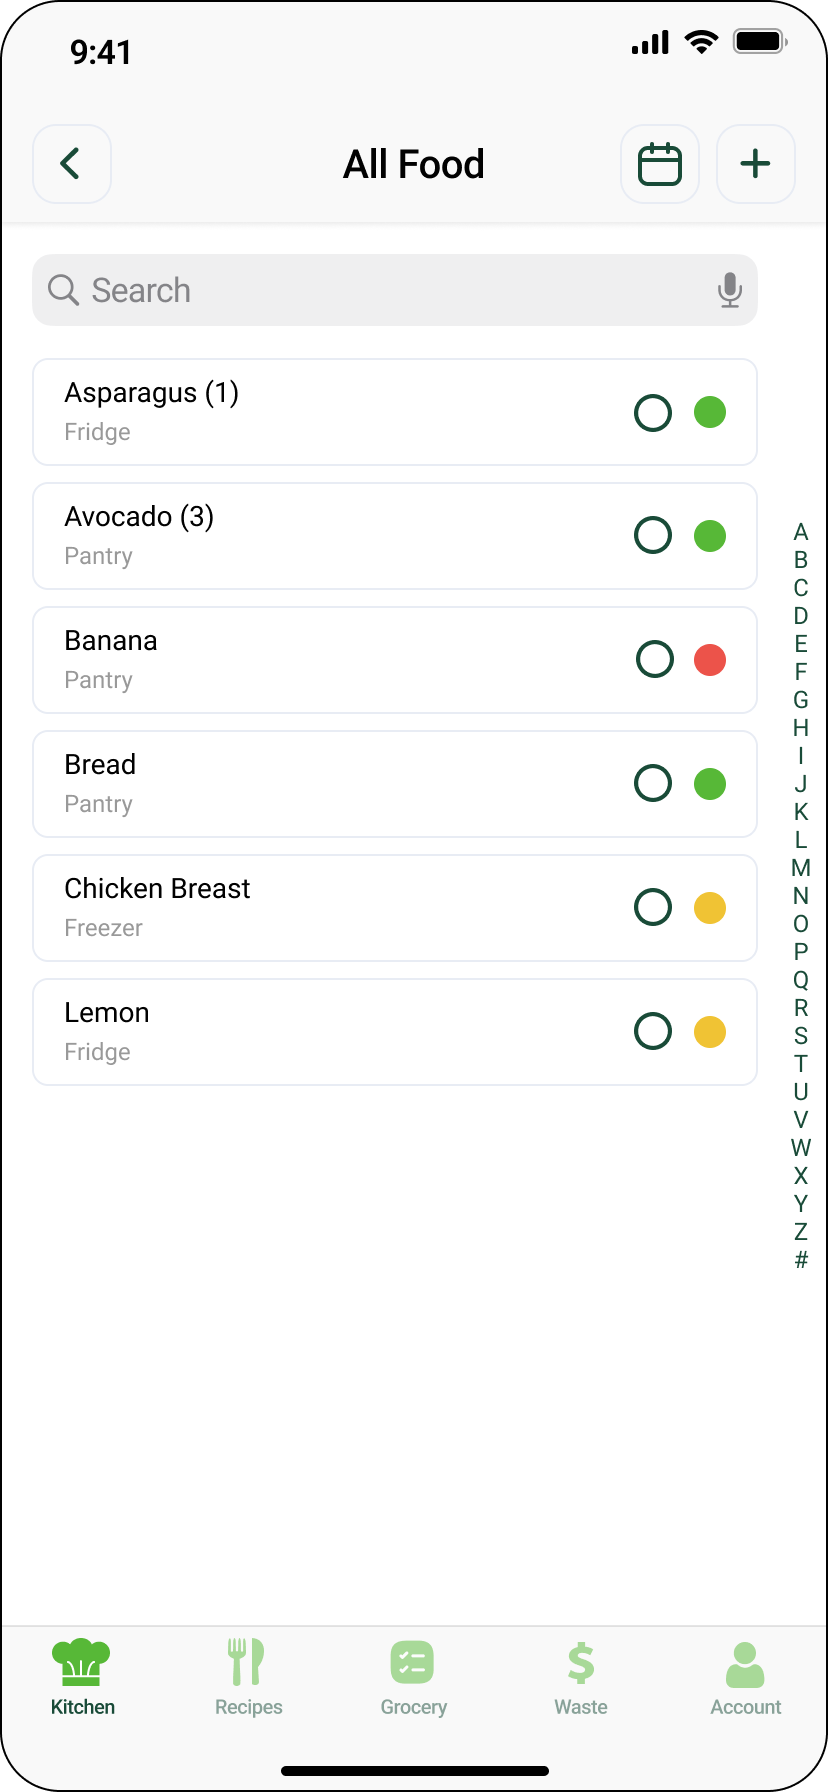 9:41
All Food
Search
Asparagus (1)
Fridge
Avocado (3)
Pantry
Banana
Pantry
Bread
Pantry
Chicken Breast
Freezer
Lemon
Fridge
A
B
C
D
E
F
G
H
I
J
K
L
M
N
O
P
Q
R
S
T
U
V
W
X
Y
Z
#
Kitchen Recipes Grocery Waste Account